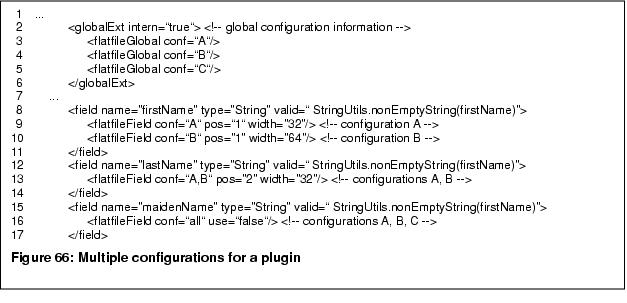 1 ...
2 <globalExt intern="true"> <!-- global configuration information -->
3 <flatfileGlobal conf="A"/>
4 <flatfileGlobal conf="B"/>
5 <flatfileGlobal conf="C"/>
6 </globalExt>
7 ...
8 <field name="firstName" type="String" valid=" StringUtils.nonEmptyString(firstName)">
9 <flatfileField conf="A" pos="1" width="32"/> <!-- configuration A -->
10 <flatfileField conf="B" pos="1" width="64"/> <!-- configuration B -->
11 </field>
12 <field name="lastName" type="String" valid=" StringUtils.nonEmptyString(firstName)">
13 <flatfileField conf="A,B" pos="2" width="32"/> <!-- configurations A, B -->
14 </field>
15 <field name="maidenName" type="String" valid=" StringUtils.nonEmptyString(firstName)">
16 <flatfileField conf="all" use="false"/> <!-- configurations A, B, C -->
17 </field>
Figure 66: Multiple configurations for a plugin